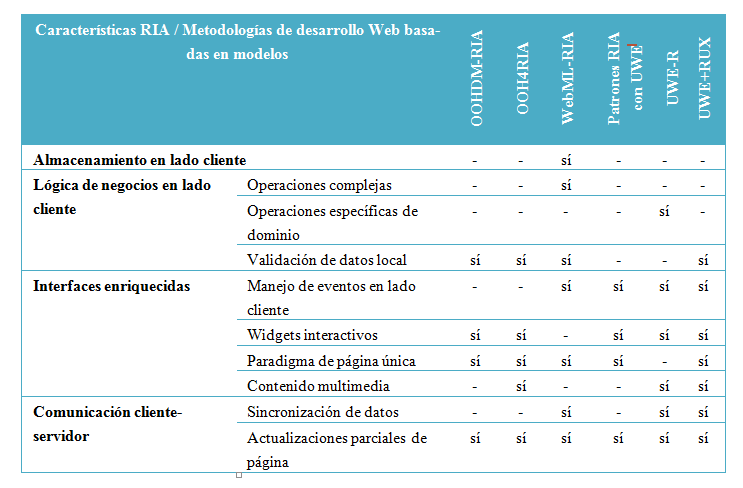 Características RIA / Metodologías de desarrollo Web basa-
das en modelos
OOHDM-RIA
OOH4RIA
WebML-RIA
Patrones RIA
con UWE
UWE-R
UWE+RUX
Almacenamiento en lado cliente - - sí - - -
Lógica de negocios en lado
cliente
Operaciones complejas - - sí - - -
Operaciones específicas de
dominio
- - - - sí -
Validación de datos local sí sí sí - - sí
Interfaces enriquecidas
Manejo de eventos en lado
cliente
- - sí sí sí sí
Widgets interactivos sí sí - sí sí sí
Paradigma de página única sí sí sí sí - sí
Contenido multimedia - sí - - sí sí
Comunicación cliente-
servidor
Sincronización de datos - - sí - sí sí
Actualizaciones parciales de
página
sí sí sí sí sí sí